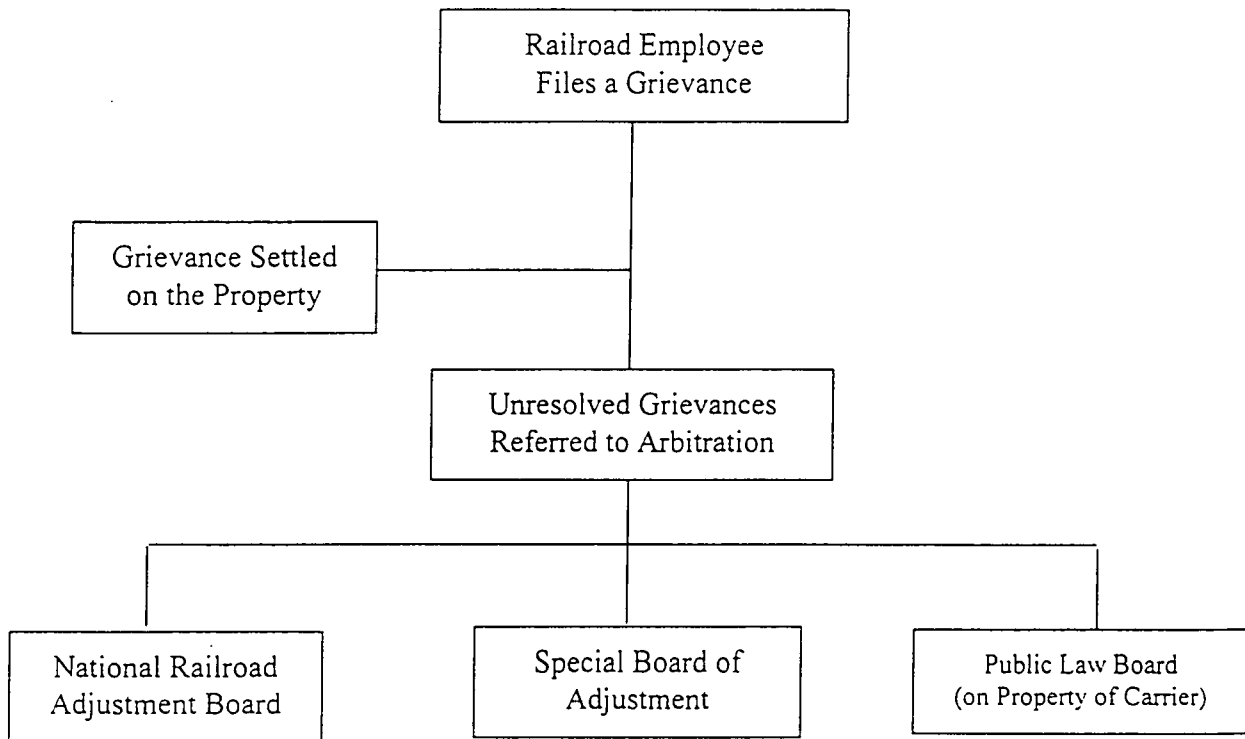 Railroad Employee
Files a Grievance
Grievance Settled
on the Property
Unresolved Grievances
Referred to Arbitration
National Railroad
Adjustment Board
Special Board of
Adjustment
Public Law Board
(on Property of Carrier)